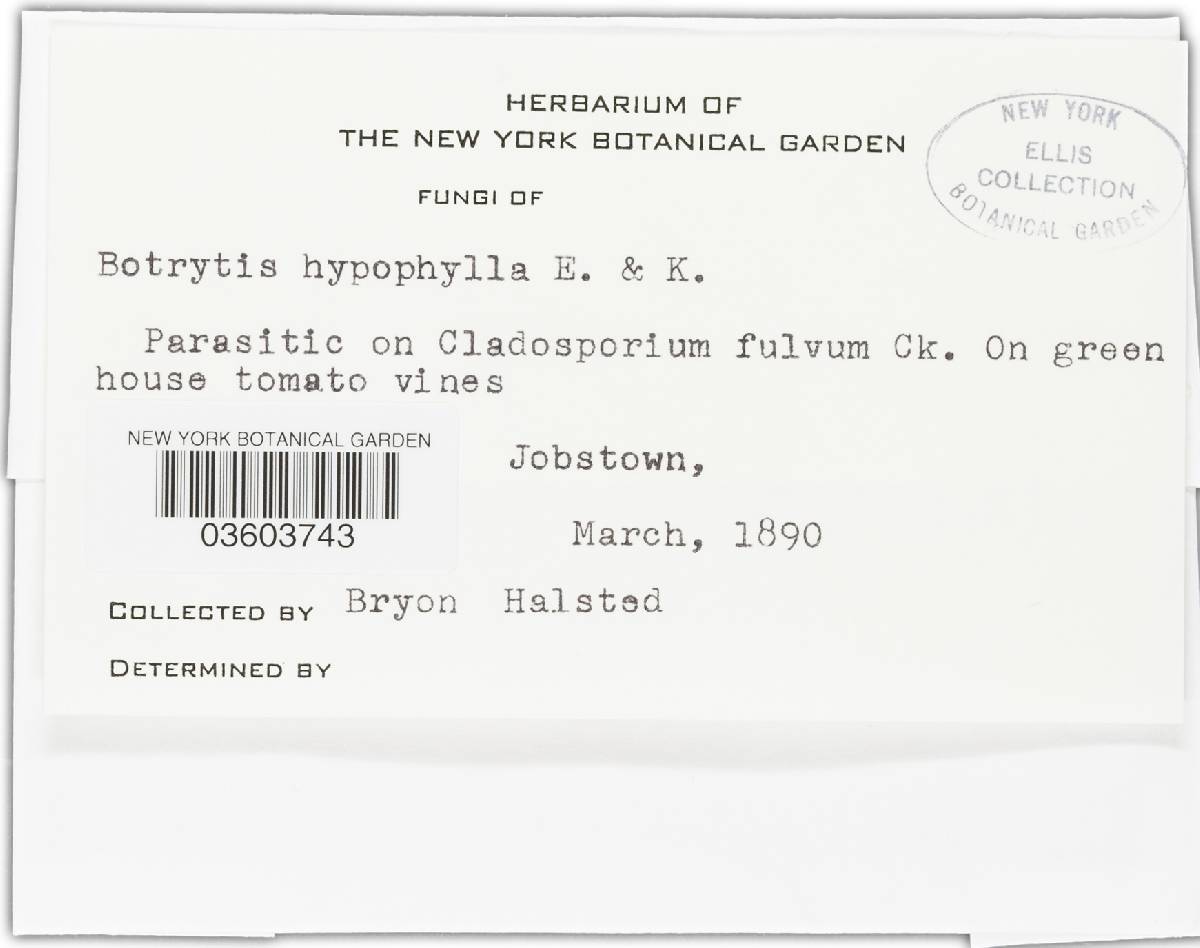 HERBARIUM OF
THE NEW YORK BOTANICAL GARDEN
NEW YORK
ELLIS
COLLECTION
BOTANICAL GARDEN
FUNGI OF
Botrytis hypophylla E. & K.
Parasitic on Cladosporium fulvum Ck. On green
house tomato vines
NEW YORK BOTANICAL GARDEN
03603743
Jobstown,
March, 1890
COLLECTED BY Bryon Halsted
DETERMINED BY